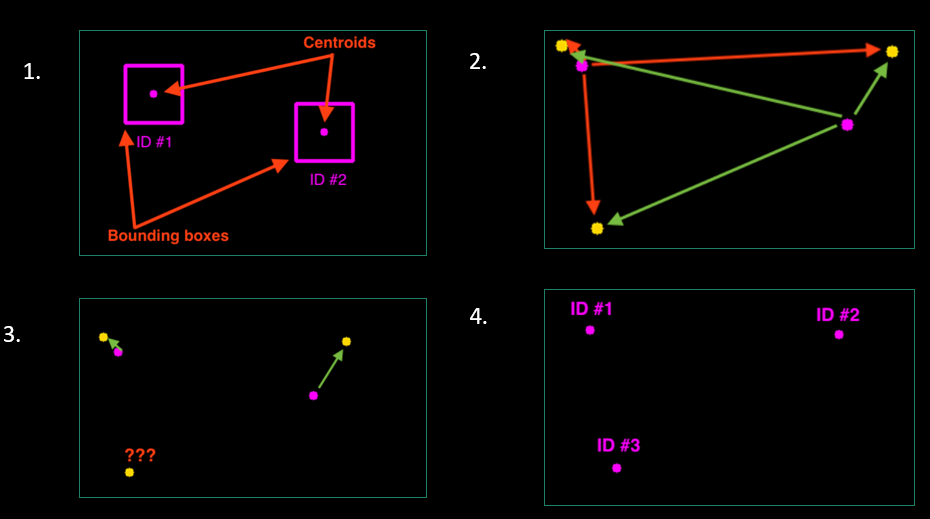 1.
Centroids
ID #1
ID #2
Bounding boxes
2.
3.
???
4.
ID #1
ID #2
ID #3